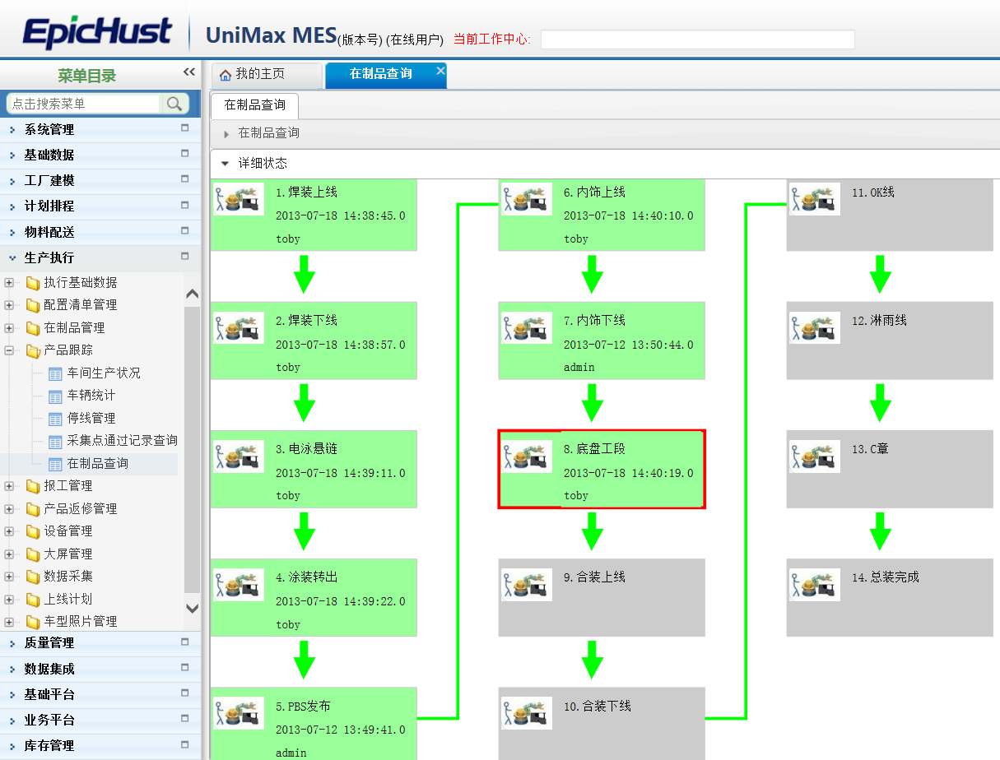 EpicHust
UniMax MES(版本号) (在线用户) 当前工作中心:
菜单目录
点击搜索菜单
系统管理
基础数据
工厂建模
计划排程
物料配送
生产执行
执行基础数据
配置清单管理
在制品管理
产品跟踪
车间生产状况
车辆统计
停线管理
采集点通过记录查询
在制品查询
报工管理
产品返修管理
设备管理
大屏管理
数据采集
上线计划
车型照片管理
质量管理
数据集成
基础平台
业务平台
库存管理
我的主页
在制品查询
在制品查询
在制品查询
详细状态
1.焊装上线
2013-07-18 14:38:45.0
toby
2.焊装下线
2013-07-18 14:38:57.0
toby
3.电泳悬链
2013-07-18 14:39:11.0
toby
4.涂装转出
2013-07-18 14:39:22.0
toby
5.PBS发布
2013-07-12 13:49:41.0
admin
6.内饰上线
2013-07-18 14:40:10.0
toby
7.内饰下线
2013-07-12 13:50:44.0
admin
8.底盘工段
2013-07-18 14:40:19.0
toby
9.合装上线
10.合装下线
11.OK线
12.淋雨线
13.C章
14.总装完成